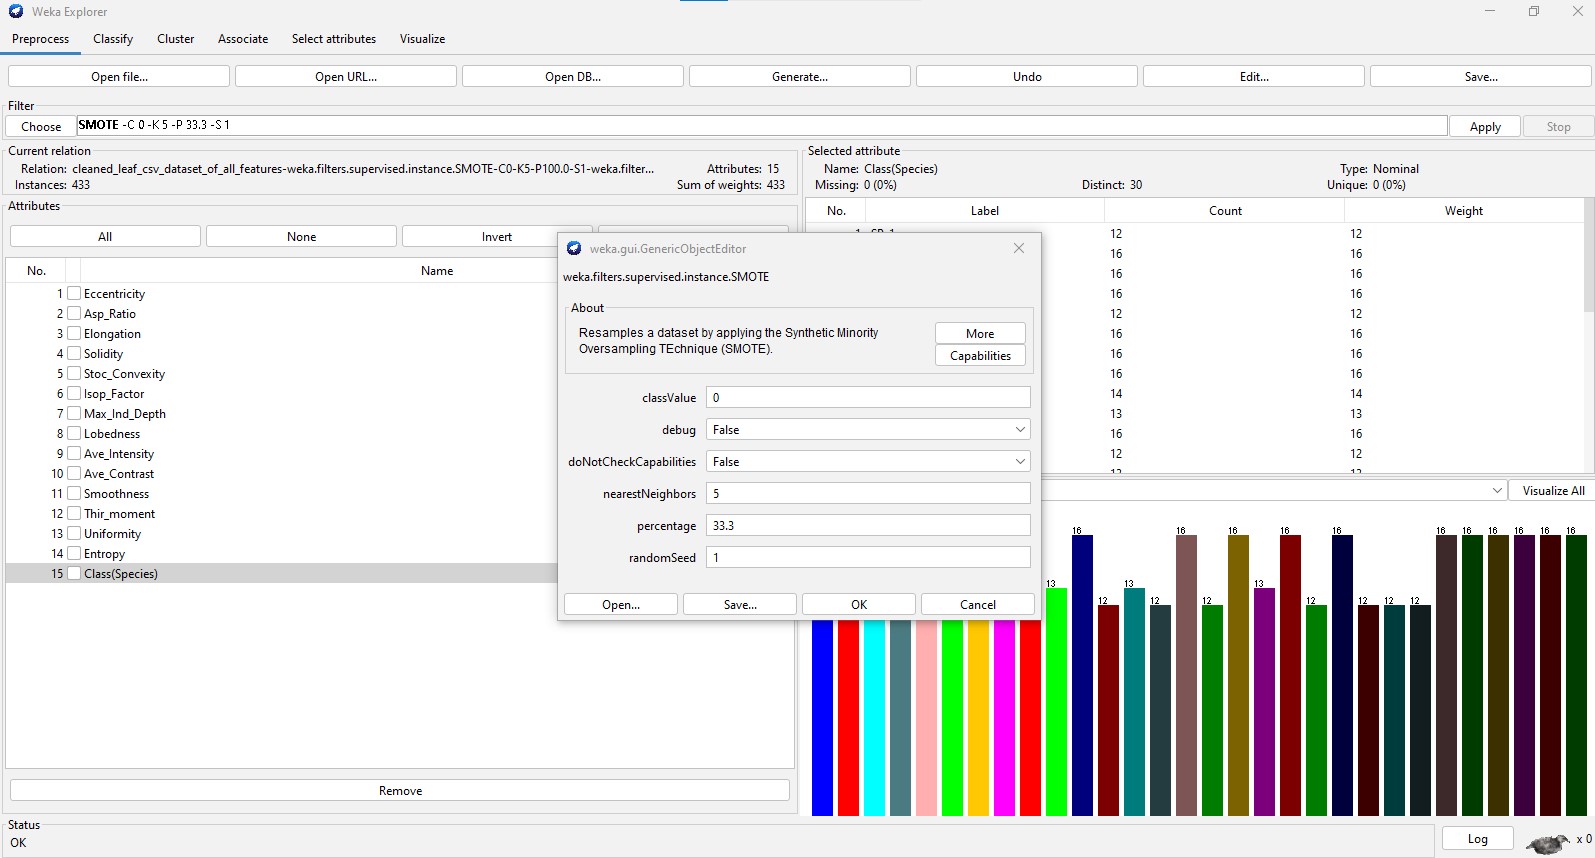 Weka Explorer
Preprocess Classify Cluster Associate Select attributes Visualize
Open file... Open URL... Open DB... Generate... Undo Edit... Save...
Filter
Choose SMOTE -C 0 -K 5 -P 33.3 -S 1 Apply Stop
Current relation
Relation: cleaned_leaf_csv_dataset_of_all_features-weka.filters.supervised.instance.SMOTE-C0-K5-P100.0-S1-weka.filter... Attributes: 15
Instances: 433 Sum of weights: 433
Selected attribute
Name: Class(Species) Type: Nominal
Missing: 0 (0%) Distinct: 30 Unique: 0 (0%)
Attributes
All None Invert
No. Name
1 Eccentricity
2 Asp_Ratio
3 Elongation
4 Solidity
5 Stoc_Convexity
6 Isop_Factor
7 Max_Ind_Depth
8 Lobedness
9 Ave_Intensity
10 Ave_Contrast
11 Smoothness
12 Thir_moment
13 Uniformity
14 Entropy
15 Class(Species)
Remove
No. Label Count Weight
12 12
16 16
16 16
16 16
12 12
16 16
16 16
16 16
14 14
13 13
16 16
12 12
12 12
weka.gui.GenericObjectEditor
weka.filters.supervised.instance.SMOTE
About
Resamples a dataset by applying the Synthetic Minority
Oversampling TEchnique (SMOTE).
More
Capabilities
classValue 0
debug False
doNotCheckCapabilities False
nearestNeighbors 5
percentage 33.3
randomSeed 1
Open... Save... OK Cancel
Visualize All
13 16 12 13 12 16 12 16 13 16 12 16 12 12 12 16 16 16 16 16 16
Status
OK
Log x 0